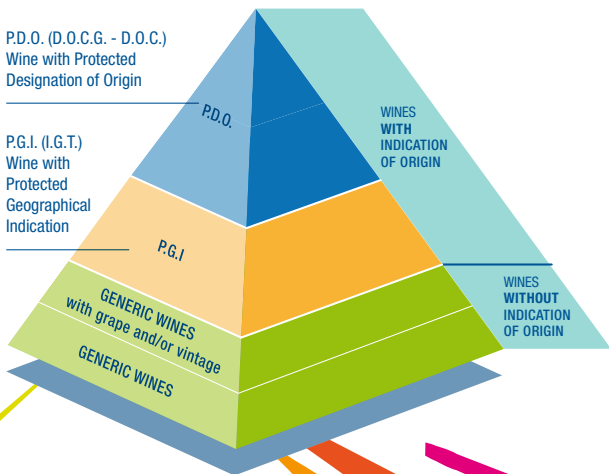 P.D.O. (D.O.C.G. - D.O.C.)
Wine with Protected
Designation of Origin
P.G.I. (I.G.T.)
Wine with
Protected
Geographical
Indication
P.D.O.
P.G.I
GENERIC WINES
with grape and/or vintage
GENERIC WINES
WINES
WITH
INDICATION
OF ORIGIN
WINES
WITHOUT
INDICATION
OF ORIGIN